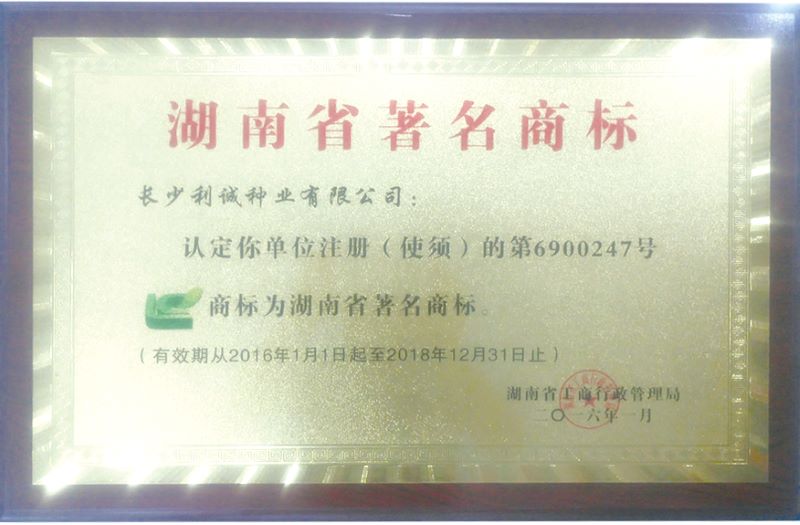 湖南省著名商标
长少利诚种业有限公司：
认定你单位注册（使须）的第6900247号
商标为湖南省著名商标。
（有效期从2016年1月1日起至2018年12月31日止）
湖南省工商行政管理局
二〇一六年一月